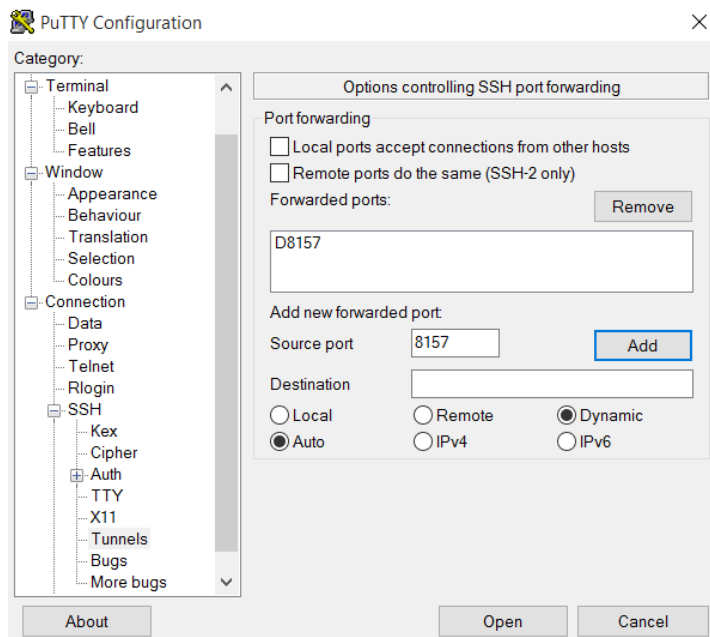 PuTTY Configuration
Category:
Terminal
Keyboard
Bell
Features
Window
Appearance
Behaviour
Translation
Selection
Colours
Connection
Data
Proxy
Telnet
Rlogin
SSH
Kex
Cipher
Auth
TTY
X11
Tunnels
Bugs
More bugs
Options controlling SSH port forwarding
Port forwarding
Local ports accept connections from other hosts
Remote ports do the same (SSH-2 only)
Forwarded ports:
Remove
D8157
Add new forwarded port:
Source port 8157 Add
Destination
Local Remote Dynamic
Auto IPv4 IPv6
About Open Cancel